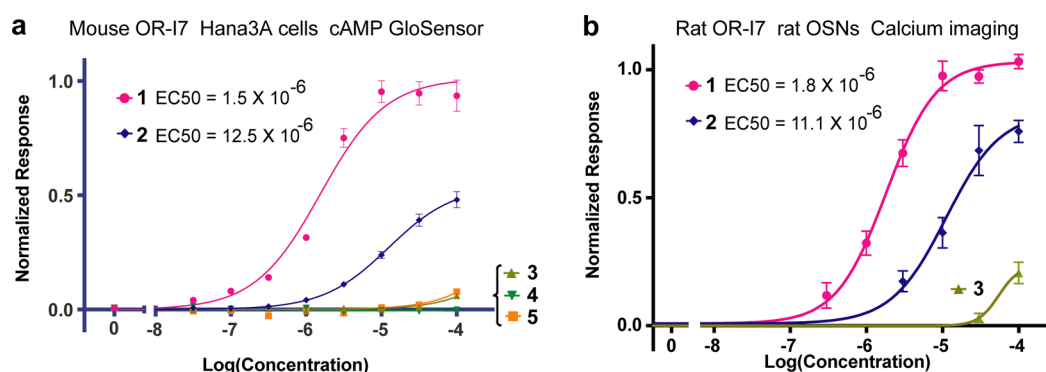 a
Mouse OR-I7 Hana3A cells cAMP GloSensor
1.0
0.5
0.0
Normalized Response
1 EC50 = 1.5 X 10-6
2 EC50 = 12.5 X 10-6
3
4
5
0 -8 -7 -6 -5 -4
Log(Concentration)
b
Rat OR-I7 rat OSNs Calcium imaging
1.0
0.5
0.0
Normalized Response
1 EC50 = 1.8 X 10-6
2 EC50 = 11.1 X 10-6
3
0 -8 -7 -6 -5 -4
Log(Concentration)